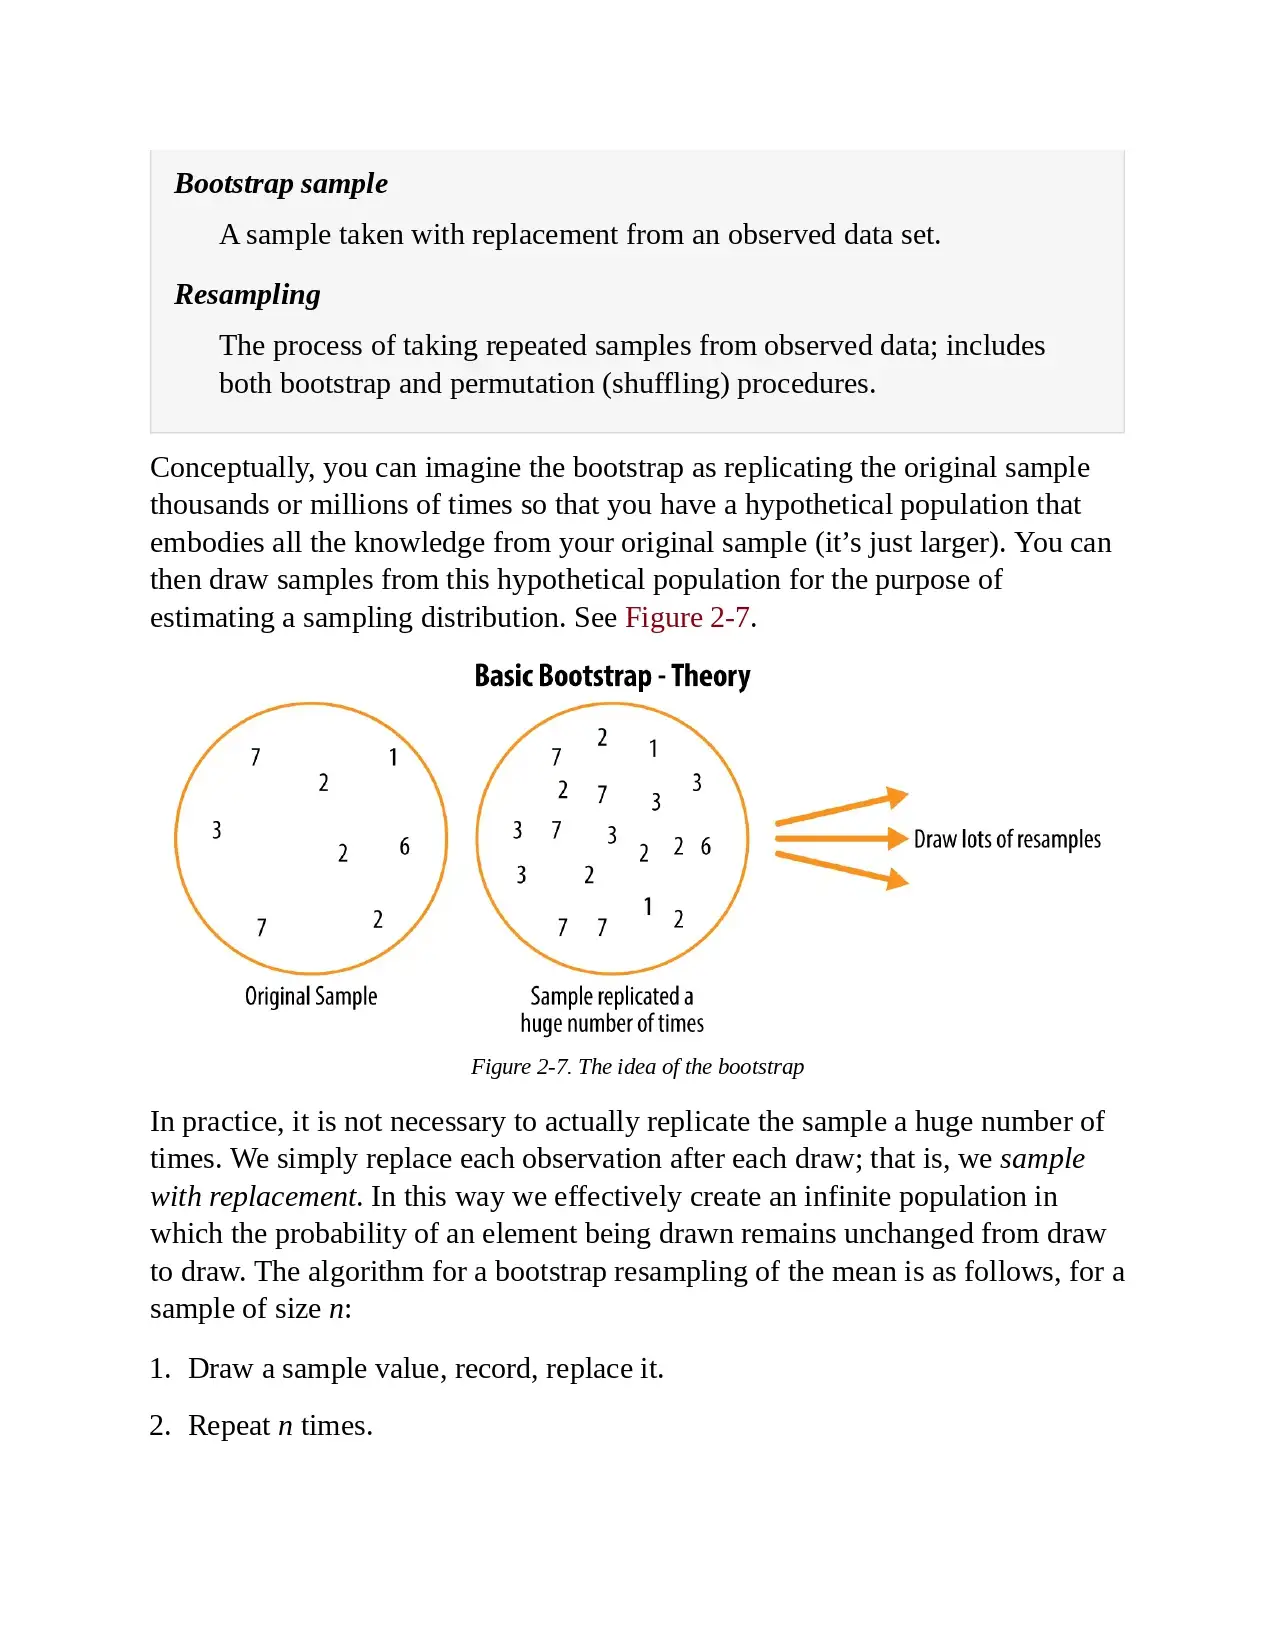 Bootstrap sample
A sample taken with replacement from an observed data set.
Resampling
The process of taking repeated samples from observed data; includes
both bootstrap and permutation (shuffling) procedures.
Conceptually, you can imagine the bootstrap as replicating the original sample
thousands or millions of times so that you have a hypothetical population that
embodies all the knowledge from your original sample (it’s just larger). You can
then draw samples from this hypothetical population for the purpose of
estimating a sampling distribution. See Figure 2-7.
Basic Bootstrap - Theory
7 1
2
3
2 6
7 2
Original Sample
2
7 1
2 7 3 3
3 7 3
2 2 6
3 2
1
7 7 2
Sample replicated a
huge number of times
Draw lots of resamples
Figure 2-7. The idea of the bootstrap
In practice, it is not necessary to actually replicate the sample a huge number of
times. We simply replace each observation after each draw; that is, we sample
with replacement. In this way we effectively create an infinite population in
which the probability of an element being drawn remains unchanged from draw
to draw. The algorithm for a bootstrap resampling of the mean is as follows, for a
sample of size n:
1. Draw a sample value, record, replace it.
2. Repeat n times.